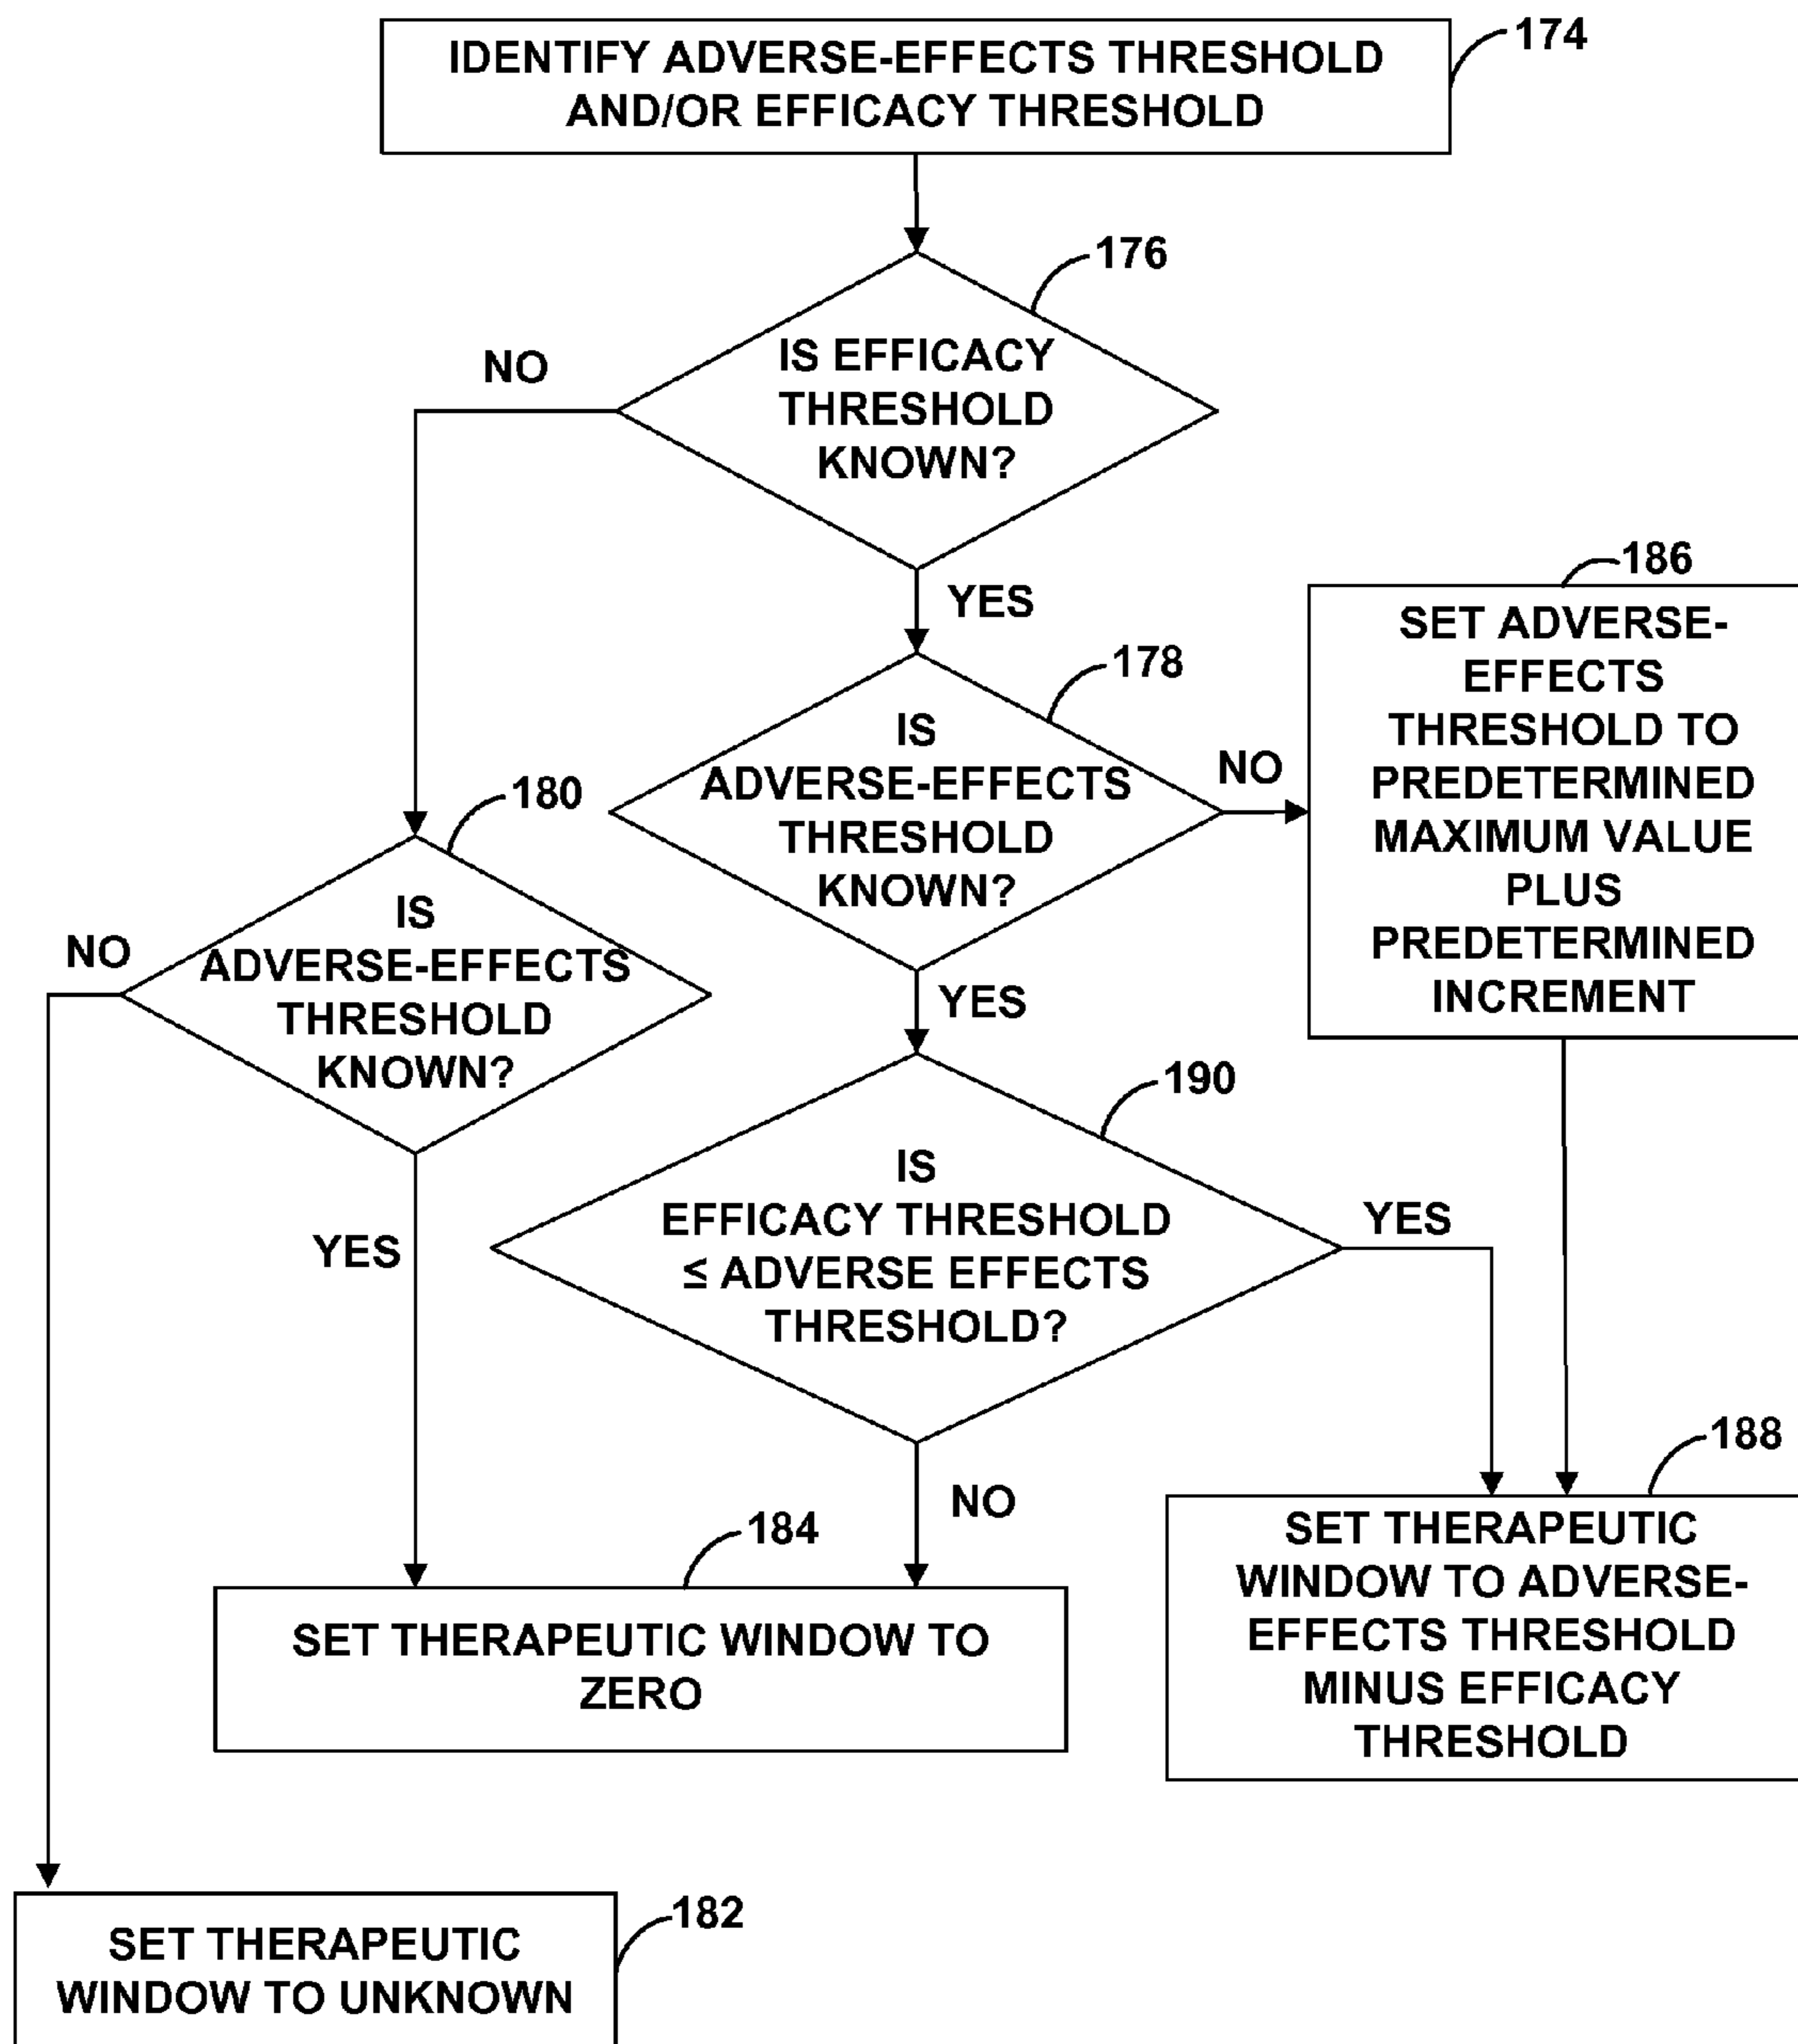 IDENTIFY ADVERSE-EFFECTS THRESHOLD
AND/OR EFFICACY THRESHOLD
174
176
IS EFFICACY
THRESHOLD
KNOWN?
NO
YES
186
SET ADVERSE-
EFFECTS
THRESHOLD TO
PREDETERMINED
MAXIMUM VALUE
PLUS
PREDETERMINED
INCREMENT
178
IS
ADVERSE-EFFECTS
THRESHOLD
KNOWN?
NO
YES
180
IS
ADVERSE-EFFECTS
THRESHOLD
KNOWN?
NO
YES
190
IS
EFFICACY THRESHOLD
≤ ADVERSE EFFECTS
THRESHOLD?
YES
NO
188
SET THERAPEUTIC
WINDOW TO ADVERSE-
EFFECTS THRESHOLD
MINUS EFFICACY
THRESHOLD
184
SET THERAPEUTIC WINDOW TO
ZERO
182
SET THERAPEUTIC
WINDOW TO UNKNOWN